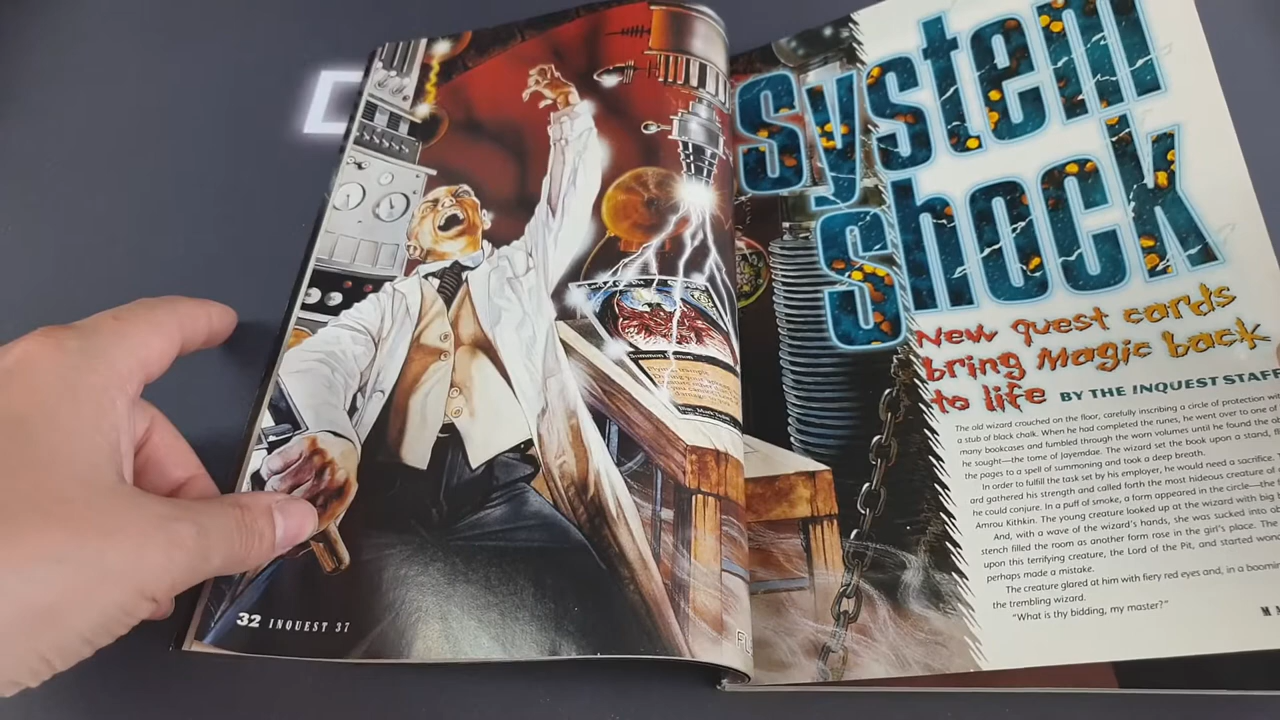 Summon Demon
Flying, trample
32 INQUEST 37
System
Shock
New quest cards
bring Magic back
to life BY THE INQUEST STAFF
The old wizard crouched on the floor, carefully inscribing a circle of protection
a stub of black chalk. When he had completed the runes, he went over to one of
many bookcases and fumbled through the worn volumes until he found the
he sought—the tome of Jayemdae. The wizard set the book upon a stand,
the pages to a spell of summoning and took a deep breath.
In order to fulfill the task set by his employer, he would need a sacrifice.
ard gathered his strength and called forth the most hideous creature
he could conjure. In a puff of smoke, a form appeared in the circle—the
Amrou Kithkin. The young creature looked up at the wizard with big
And, with a wave of the wizard's hands, she was sucked into
stench filled the room as another form rose in the girl's place. The
upon this terrifying creature, the Lord of the Pit, and started
perhaps made a mistake.
The creature glared at him with fiery red eyes and, in a
the trembling wizard.
"What is thy bidding, my master?"